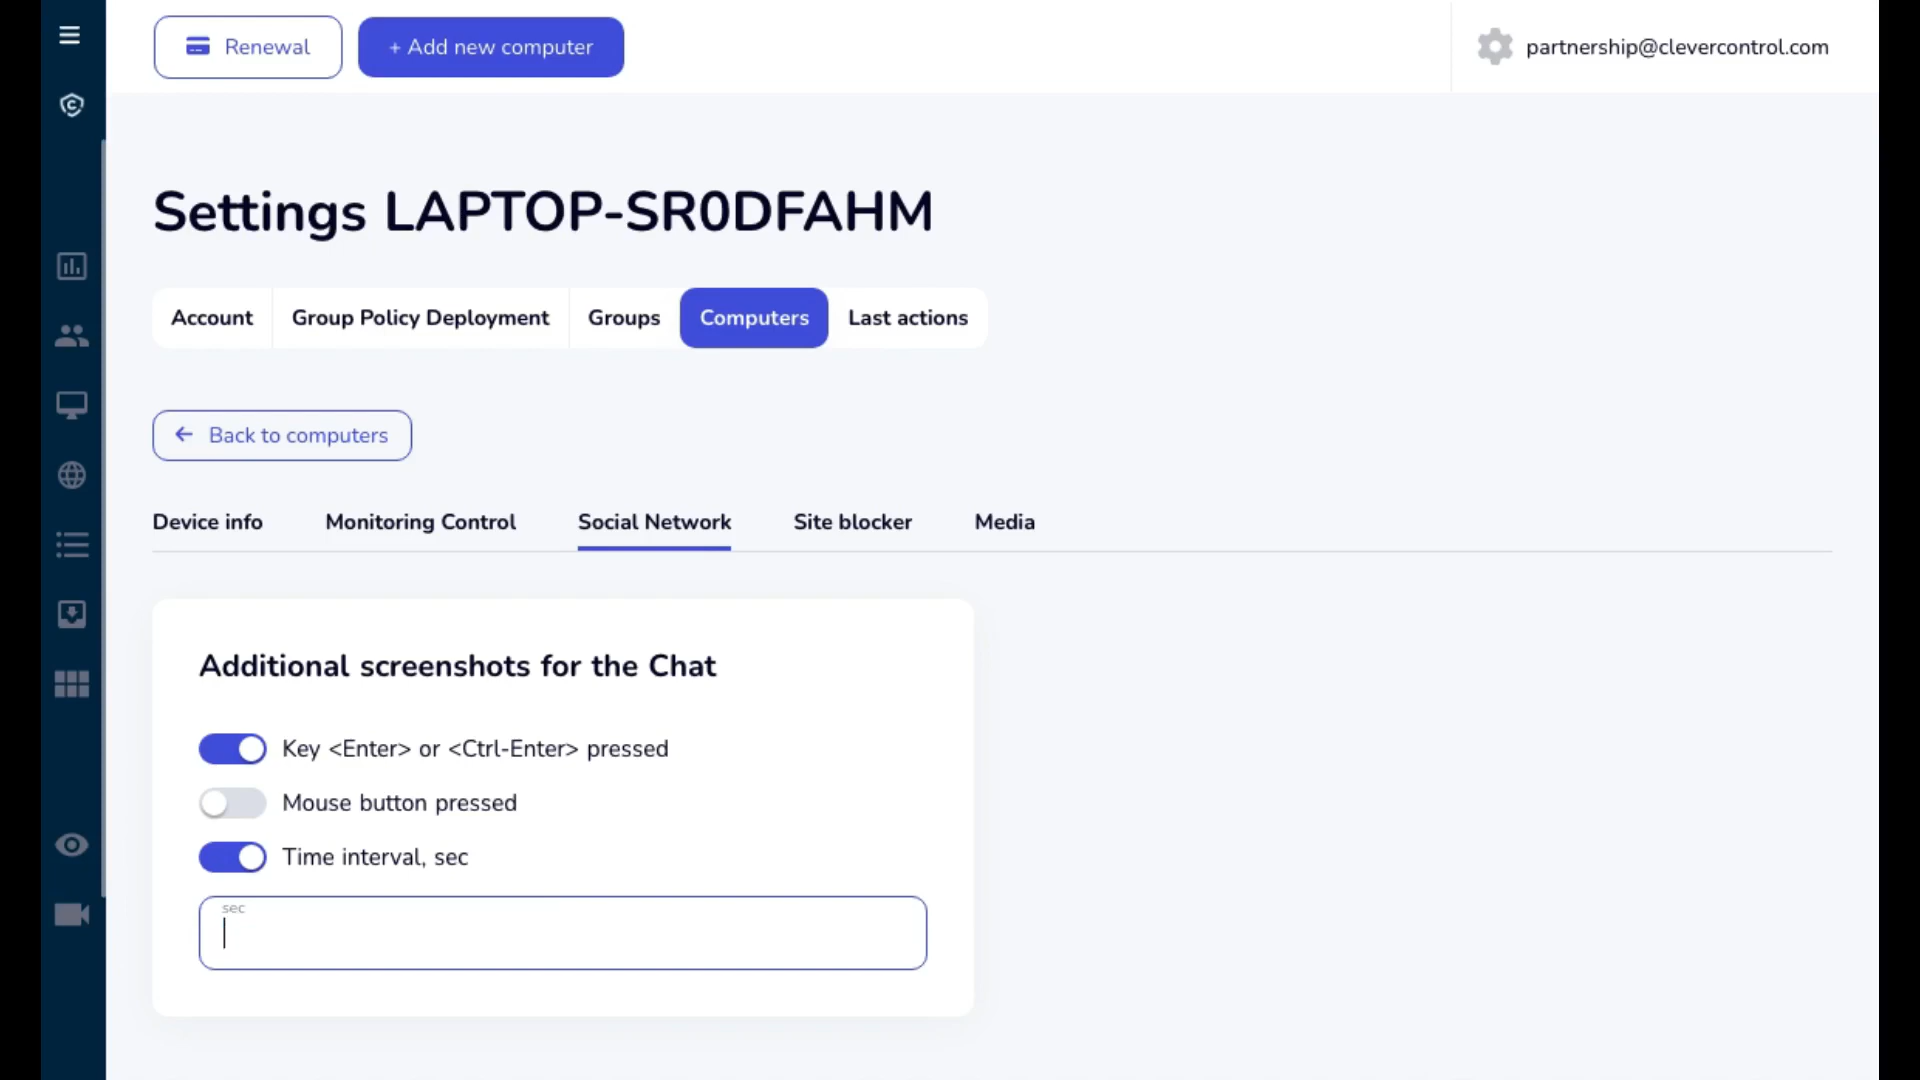 Renewal
+ Add new computer
partnership@clevercontrol.com
Settings LAPTOP-SR0DFAHM
Account
Group Policy Deployment
Groups
Computers
Last actions
Back to computers
Device info
Monitoring Control
Social Network
Site blocker
Media
Additional screenshots for the Chat
Key <Enter> or <Ctrl-Enter> pressed
Mouse button pressed
Time interval, sec
sec